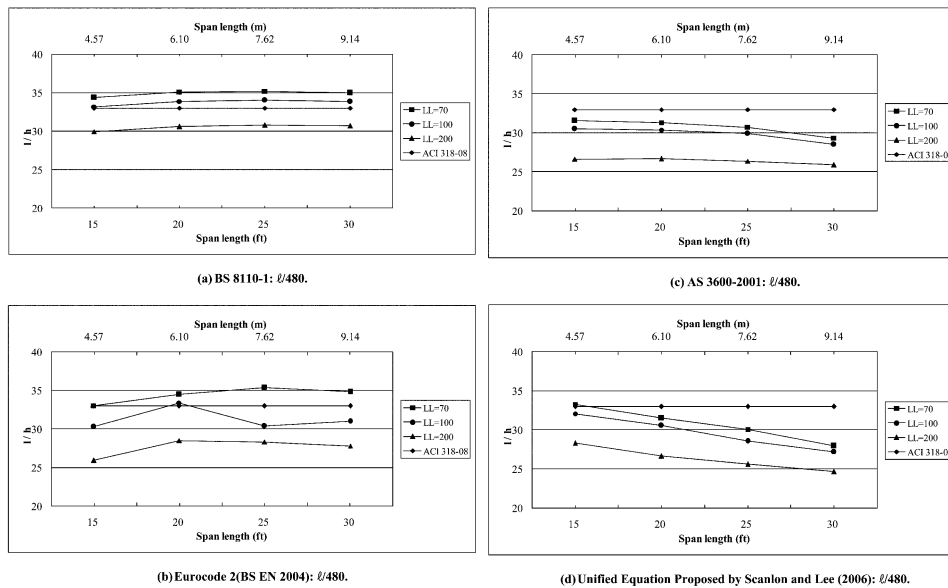 Span length (m)
4.57 6.10 7.62 9.14
40
35
30
25
20
l / h
15 20 25 30
Span length (ft)
LL=70
LL=100
LL=200
ACI 318-08
(a) BS 8110-1: ℓ/480.
Span length (m)
4.57 6.10 7.62 9.14
40
35
30
25
20
l / h
15 20 25 30
Span length (ft)
LL=70
LL=100
LL=200
ACI 318-0
(c) AS 3600-2001: ℓ/480.
Span length (m)
4.57 6.10 7.62 9.14
40
35
30
25
20
l / h
15 20 25 30
Span length (ft)
LL=70
LL=100
LL=200
ACI 318-08
(b) Eurocode 2(BS EN 2004): ℓ/480.
Span length (m)
4.57 6.10 7.62 9.14
40
35
30
25
20
l / h
15 20 25 30
Span length (ft)
LL=70
LL=100
LL=200
ACI 318-0
(d) Unified Equation Proposed by Scanlon and Lee (2006): ℓ/480.